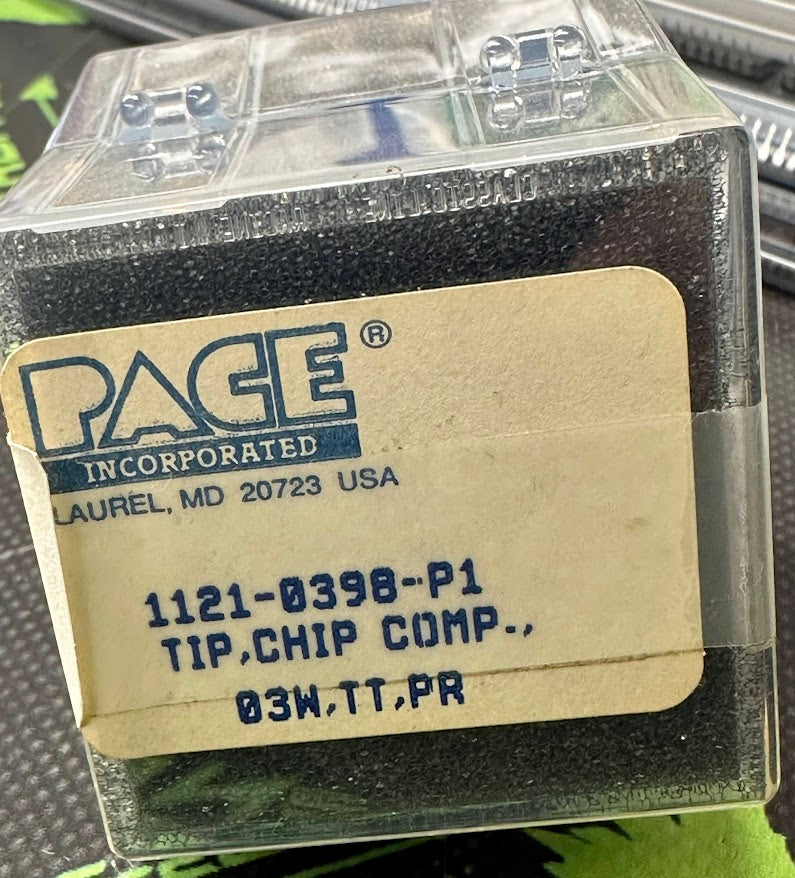 PACE®
INCORPORATED
LAUREL, MD 20723 USA
1121-0398-P1
TIP,CHIP COMP.,
03W,TT,PR